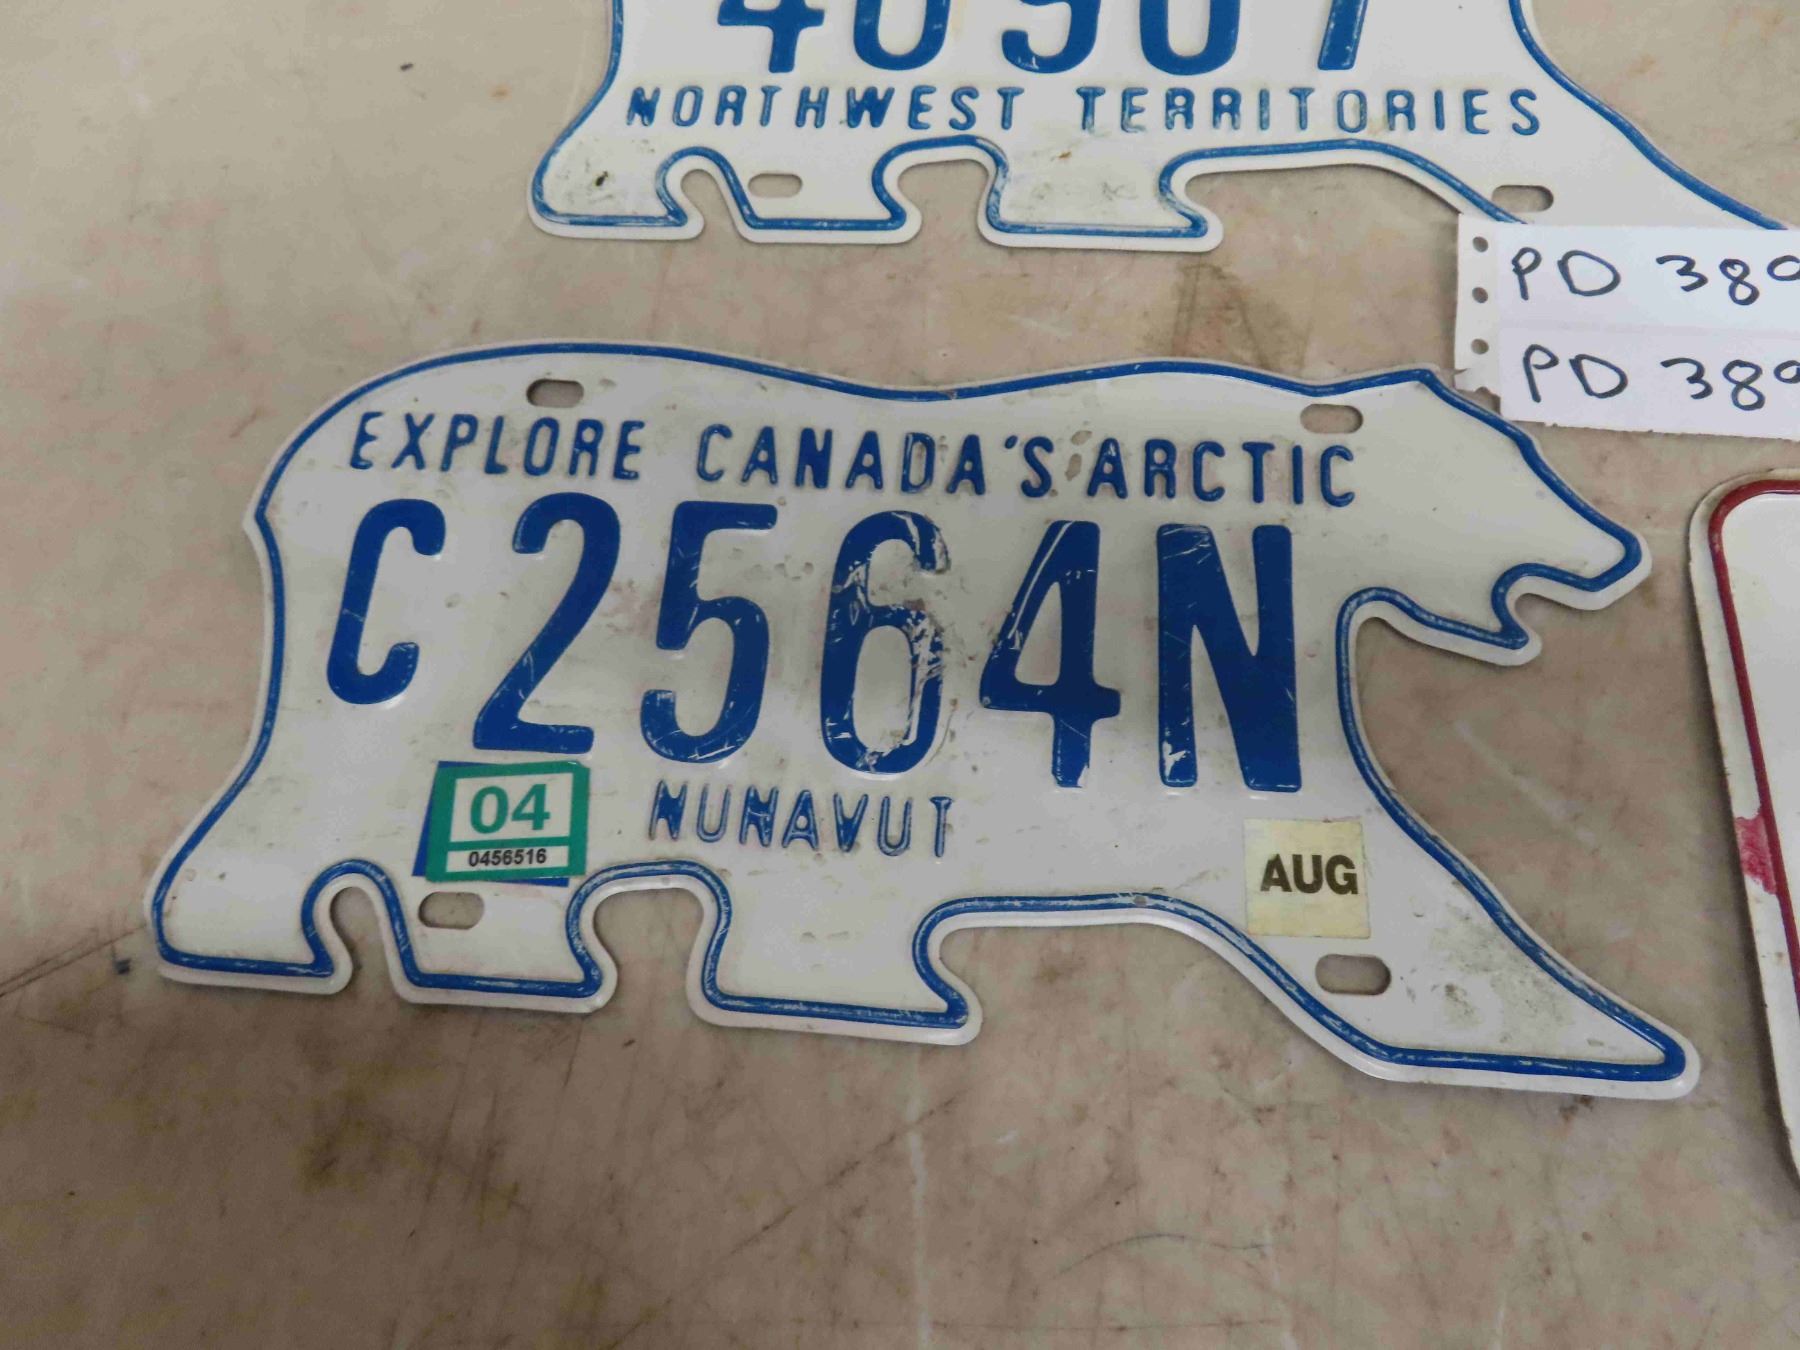 NORTHWEST TERRITORIES
PD 38
PD 38
EXPLORE CANADA'S ARCTIC
C2564N
04
0456516
NUNAVUT
AUG